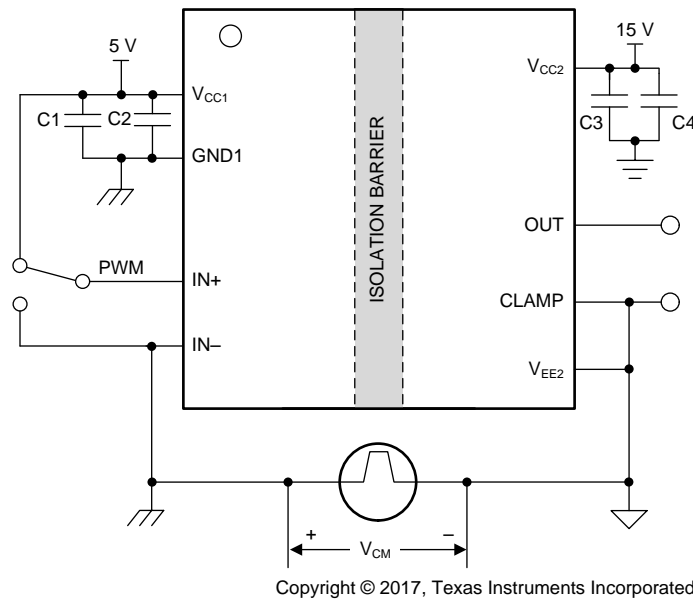 5 V
15 V
VCC1
VCC2
C1
C2
C3
C4
GND1
ISOLATION BARRIER
OUT
PWM
IN+
CLAMP
IN–
VEE2
+
VCM
–
Copyright © 2017, Texas Instruments Incorporated